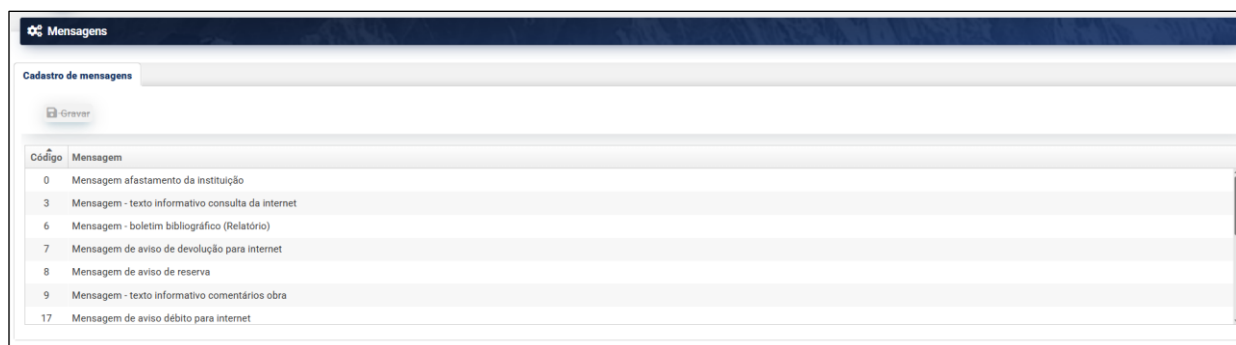 Mensagens
Cadastro de mensagens
Gravar
Código Mensagem
0 Mensagem afastamento da instituição
3 Mensagem - texto informativo consulta da internet
6 Mensagem - boletim bibliográfico (Relatório)
7 Mensagem de aviso de devolução para internet
8 Mensagem de aviso de reserva
9 Mensagem - texto informativo comentários obra
17 Mensagem de aviso débito para internet